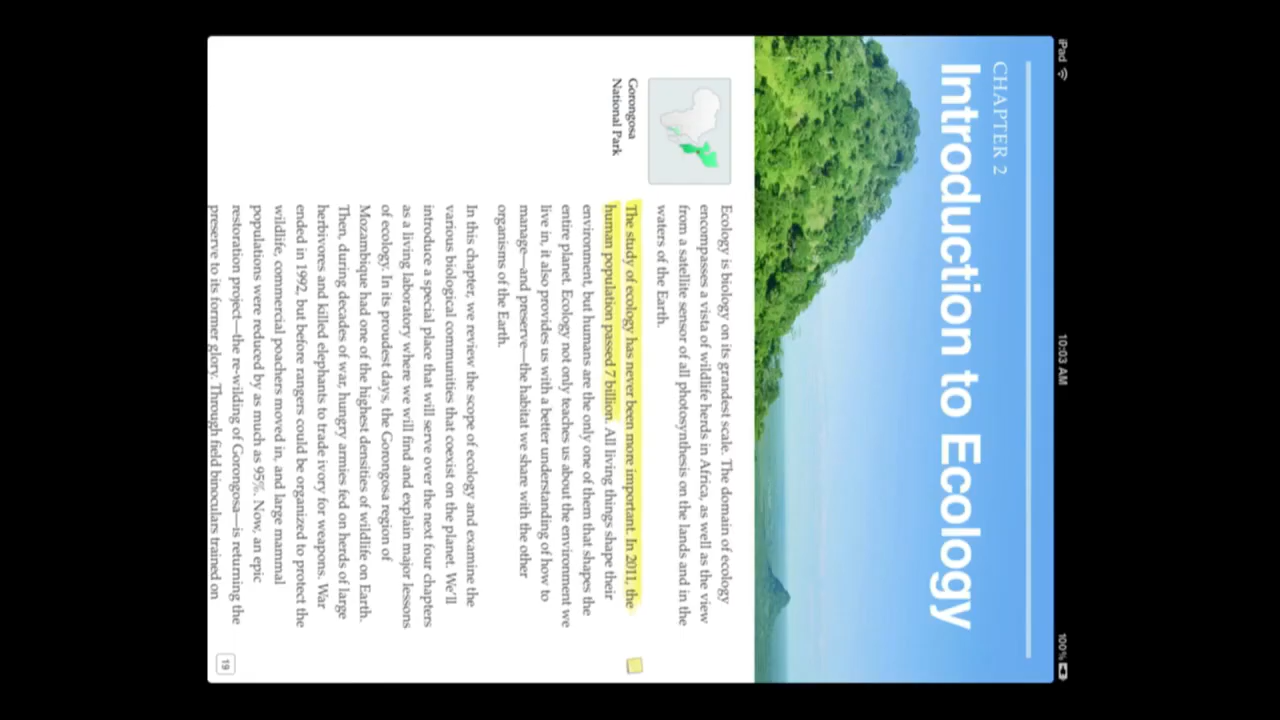 iPad
10:03 AM
100%
CHAPTER 2
Introduction to Ecology
Gorongosa
National Park
Ecology is biology on its grandest scale. The domain of ecology
encompasses a vista of wildlife herds in Africa, as well as the view
from a satellite sensor of all photosynthesis on the lands and in the
waters of the Earth.
The study of ecology has never been more important. In 2011, the
human population passed 7 billion. All living things shape their
environment, but humans are the only one of them that shapes the
entire planet. Ecology not only teaches us about the environment we
live in, it also provides us with a better understanding of how to
manage—and preserve—the habitat we share with the other
organisms of the Earth.
In this chapter, we review the scope of ecology and examine the
various biological communities that coexist on the planet. We'll
introduce a special place that will serve over the next four chapters
as a living laboratory where we will find and explain major lessons
of ecology. In its proudest days, the Gorongosa region of
Mozambique had one of the highest densities of wildlife on Earth.
Then, during decades of war, hungry armies fed on herds of large
herbivores and killed elephants to trade ivory for weapons. War
ended in 1992, but before rangers could be organized to protect the
wildlife, commercial poachers moved in, and large mammal
populations were reduced by as much as 95%. Now, an epic
restoration project—the re-wilding of Gorongosa—is returning the
preserve to its former glory. Through field binoculars trained on
19